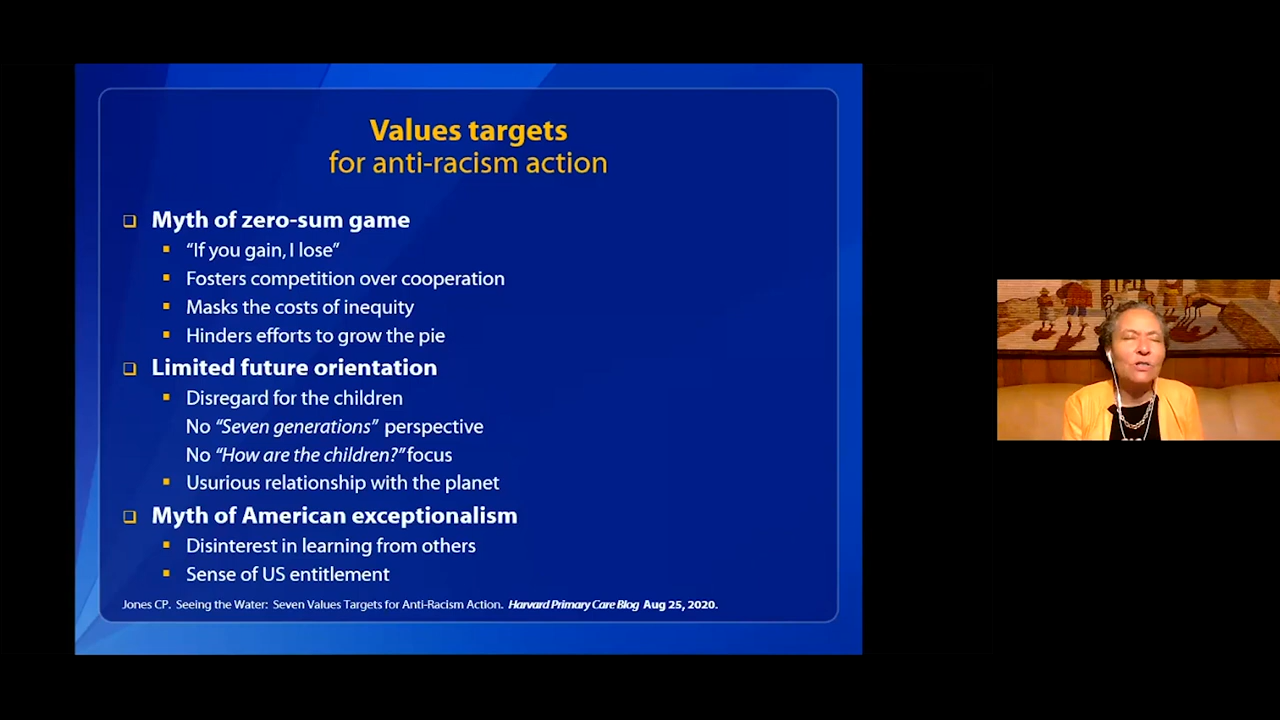 Values targets
for anti-racism action
Myth of zero-sum game
“If you gain, I lose”
Fosters competition over cooperation
Masks the costs of inequity
Hinders efforts to grow the pie
Limited future orientation
Disregard for the children
No “Seven generations” perspective
No “How are the children?” focus
Usurious relationship with the planet
Myth of American exceptionalism
Disinterest in learning from others
Sense of US entitlement
Jones CP. Seeing the Water: Seven Values Targets for Anti-Racism Action. Harvard Primary Care Blog Aug 25, 2020.